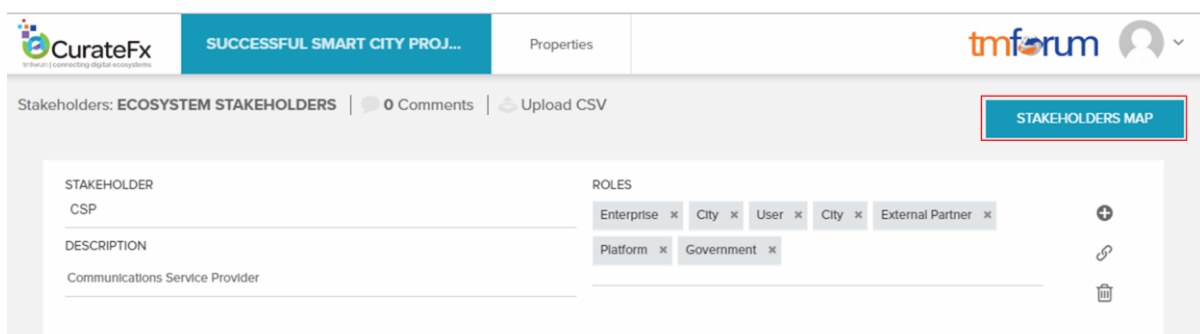 CurateFx
tmforum | connecting digital ecosystems
SUCCESSFUL SMART CITY PROJ...
Properties
tmforum
Stakeholders: ECOSYSTEM STAKEHOLDERS | 0 Comments | Upload CSV
STAKEHOLDERS MAP
STAKEHOLDER
CSP
DESCRIPTION
Communications Service Provider
ROLES
Enterprise × City × User × City × External Partner ×
Platform × Government ×